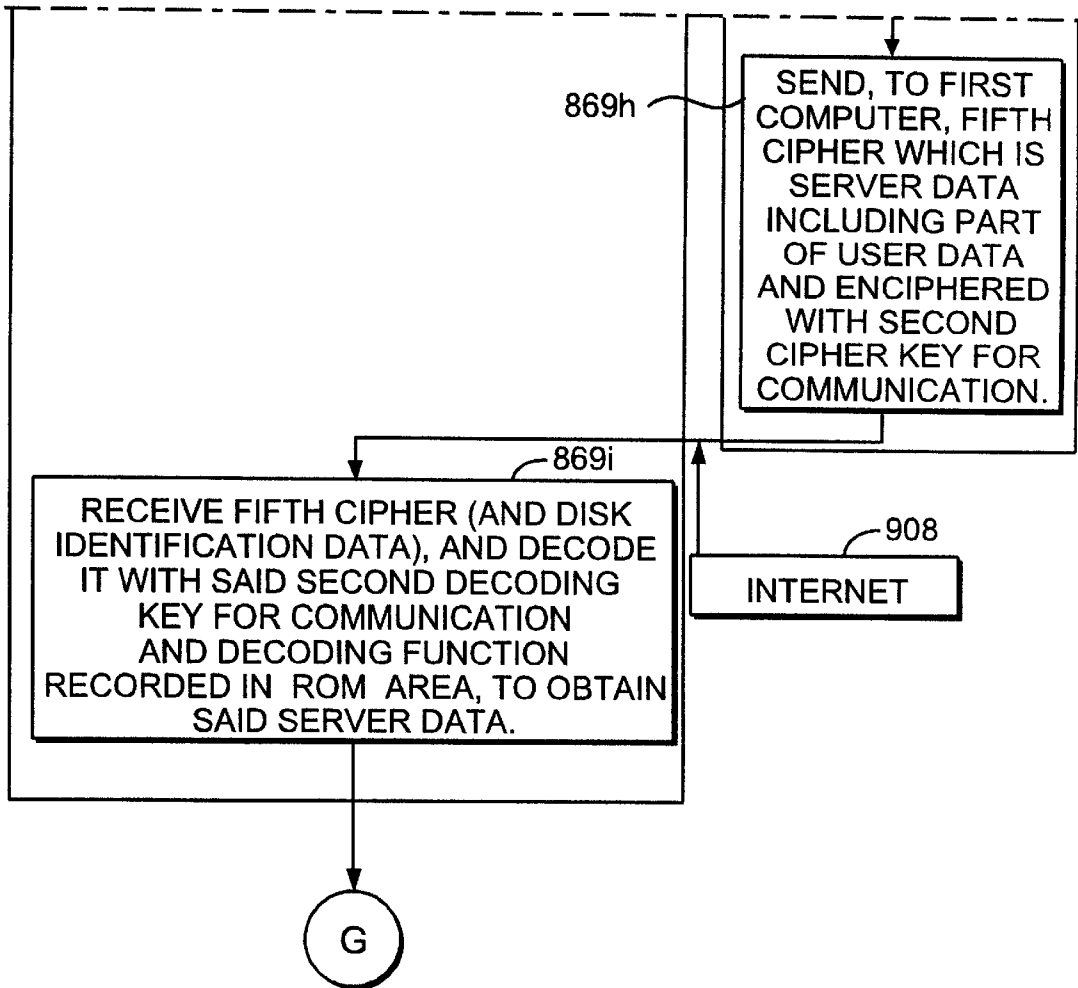 869h
SEND, TO FIRST
COMPUTER, FIFTH
CIPHER WHICH IS
SERVER DATA
INCLUDING PART
OF USER DATA
AND ENCIPHERED
WITH SECOND
CIPHER KEY FOR
COMMUNICATION.
869i
RECEIVE FIFTH CIPHER (AND DISK
IDENTIFICATION DATA), AND DECODE
IT WITH SAID SECOND DECODING
KEY FOR COMMUNICATION
AND DECODING FUNCTION
RECORDED IN ROM AREA, TO OBTAIN
SAID SERVER DATA.
908
INTERNET
G